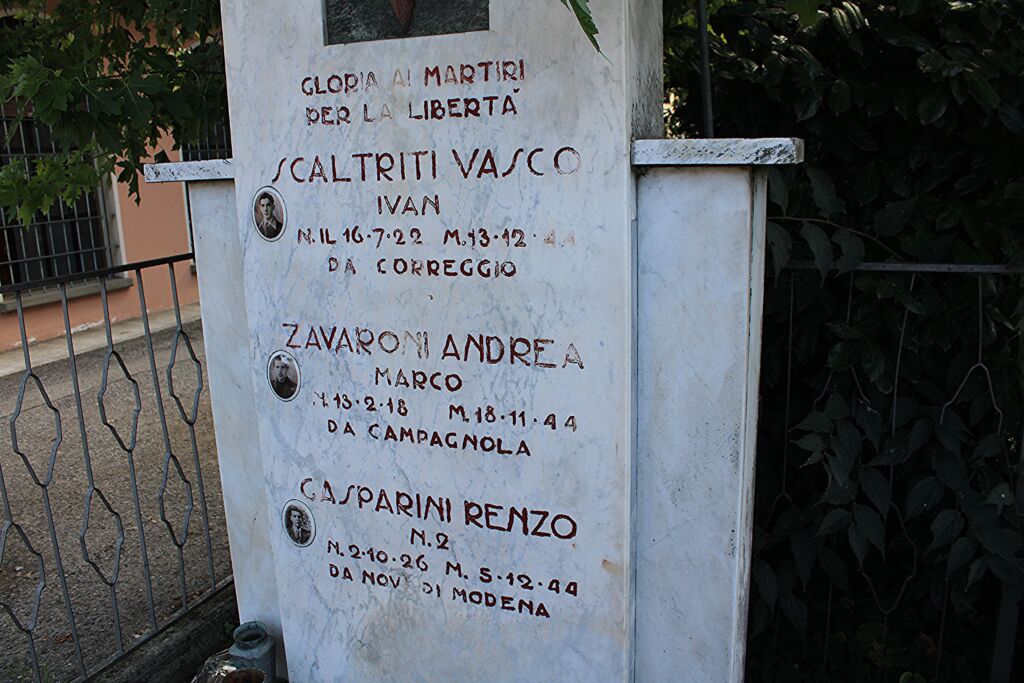 GLORIA AI MARTIRI
PER LA LIBERTÀ
SCALTRITI VASCO
IVAN
N. IL 16·7·22 M. 13·12·44
DA CORREGGIO
ZAVARONI ANDREA
MARCO
N. 13·2·18 M. 18·11·44
DA CAMPAGNOLA
GASPARINI RENZO
N. 2
N. 2·10·26 M. 5·12·44
DA NOVI DI MODENA